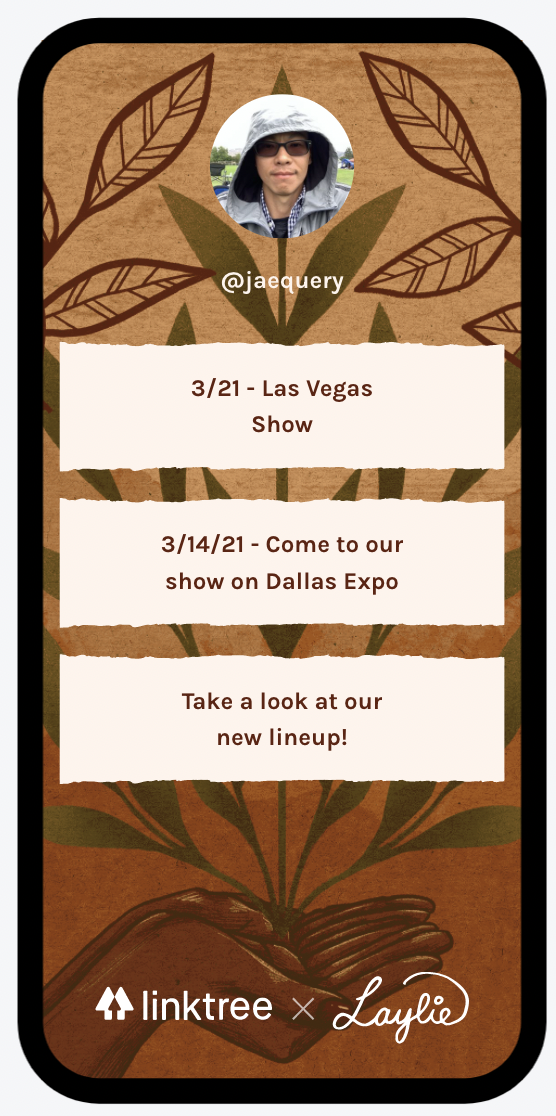 @jaequery
3/21 - Las Vegas
Show
3/14/21 - Come to our
show on Dallas Expo
Take a look at our
new lineup!
linktree × Laylie